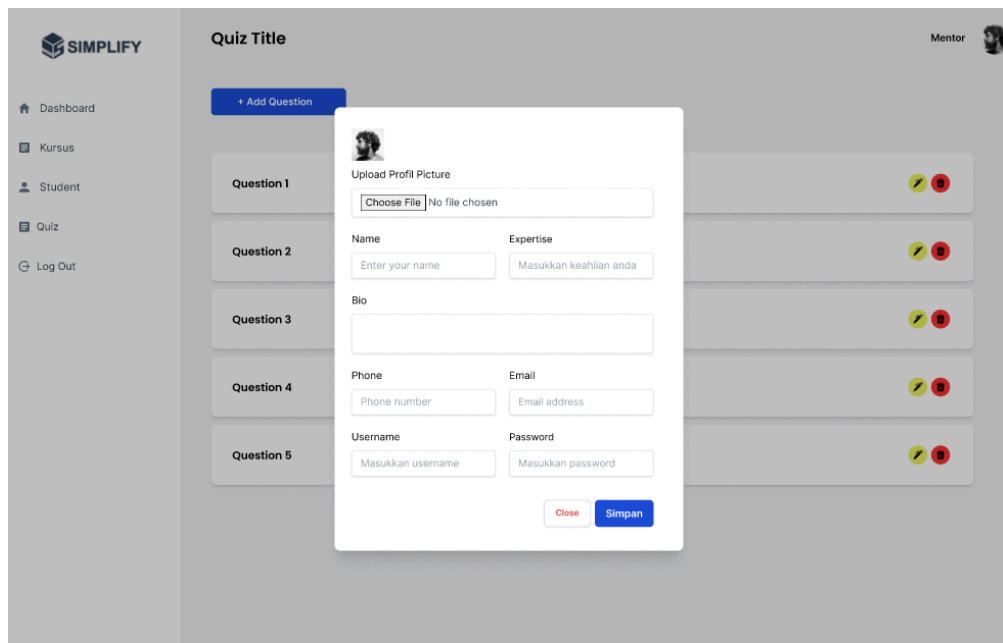 SIMPLIFY
Dashboard
Kursus
Student
Quiz
Log Out
Quiz Title
Mentor
+ Add Question
Question 1
Question 2
Question 3
Question 4
Question 5
Upload Profil Picture
Choose File No file chosen
Name Expertise
Enter your name Masukkan keahlian anda
Bio
Phone Email
Phone number Email address
Username Password
Masukkan username Masukkan password
Close Simpan